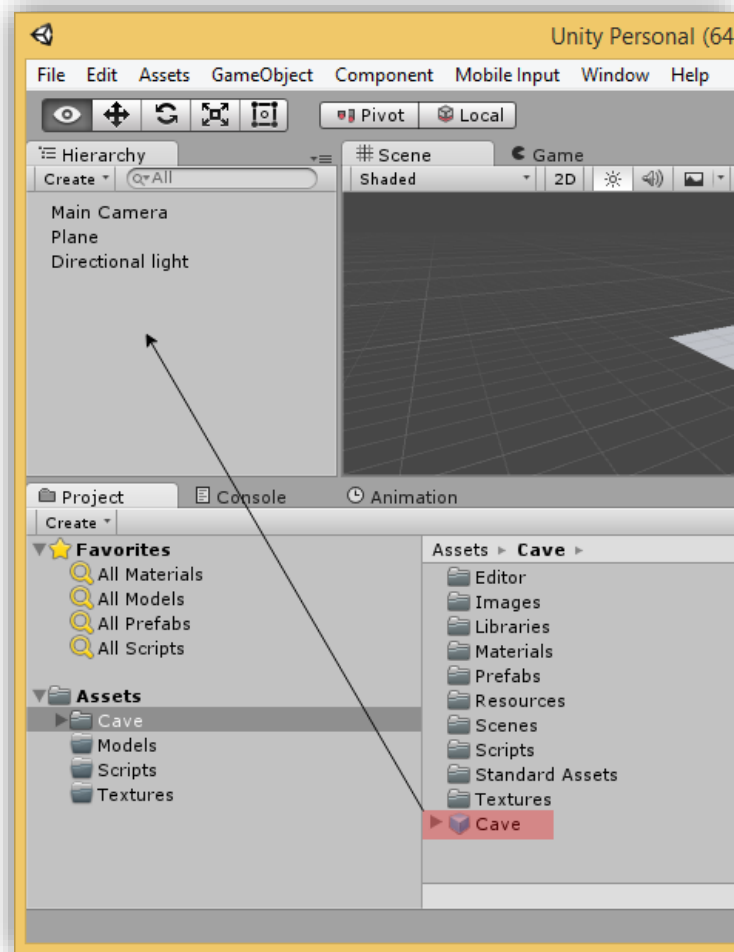 Unity Personal (64
File Edit Assets GameObject Component Mobile Input Window Help
Pivot Local
Hierarchy
Create All
Main Camera
Plane
Directional light
Scene Game
Shaded 2D
Project Console Animation
Create
Favorites
All Materials
All Models
All Prefabs
All Scripts
Assets
Cave
Models
Scripts
Textures
Assets Cave
Editor
Images
Libraries
Materials
Prefabs
Resources
Scenes
Scripts
Standard Assets
Textures
Cave